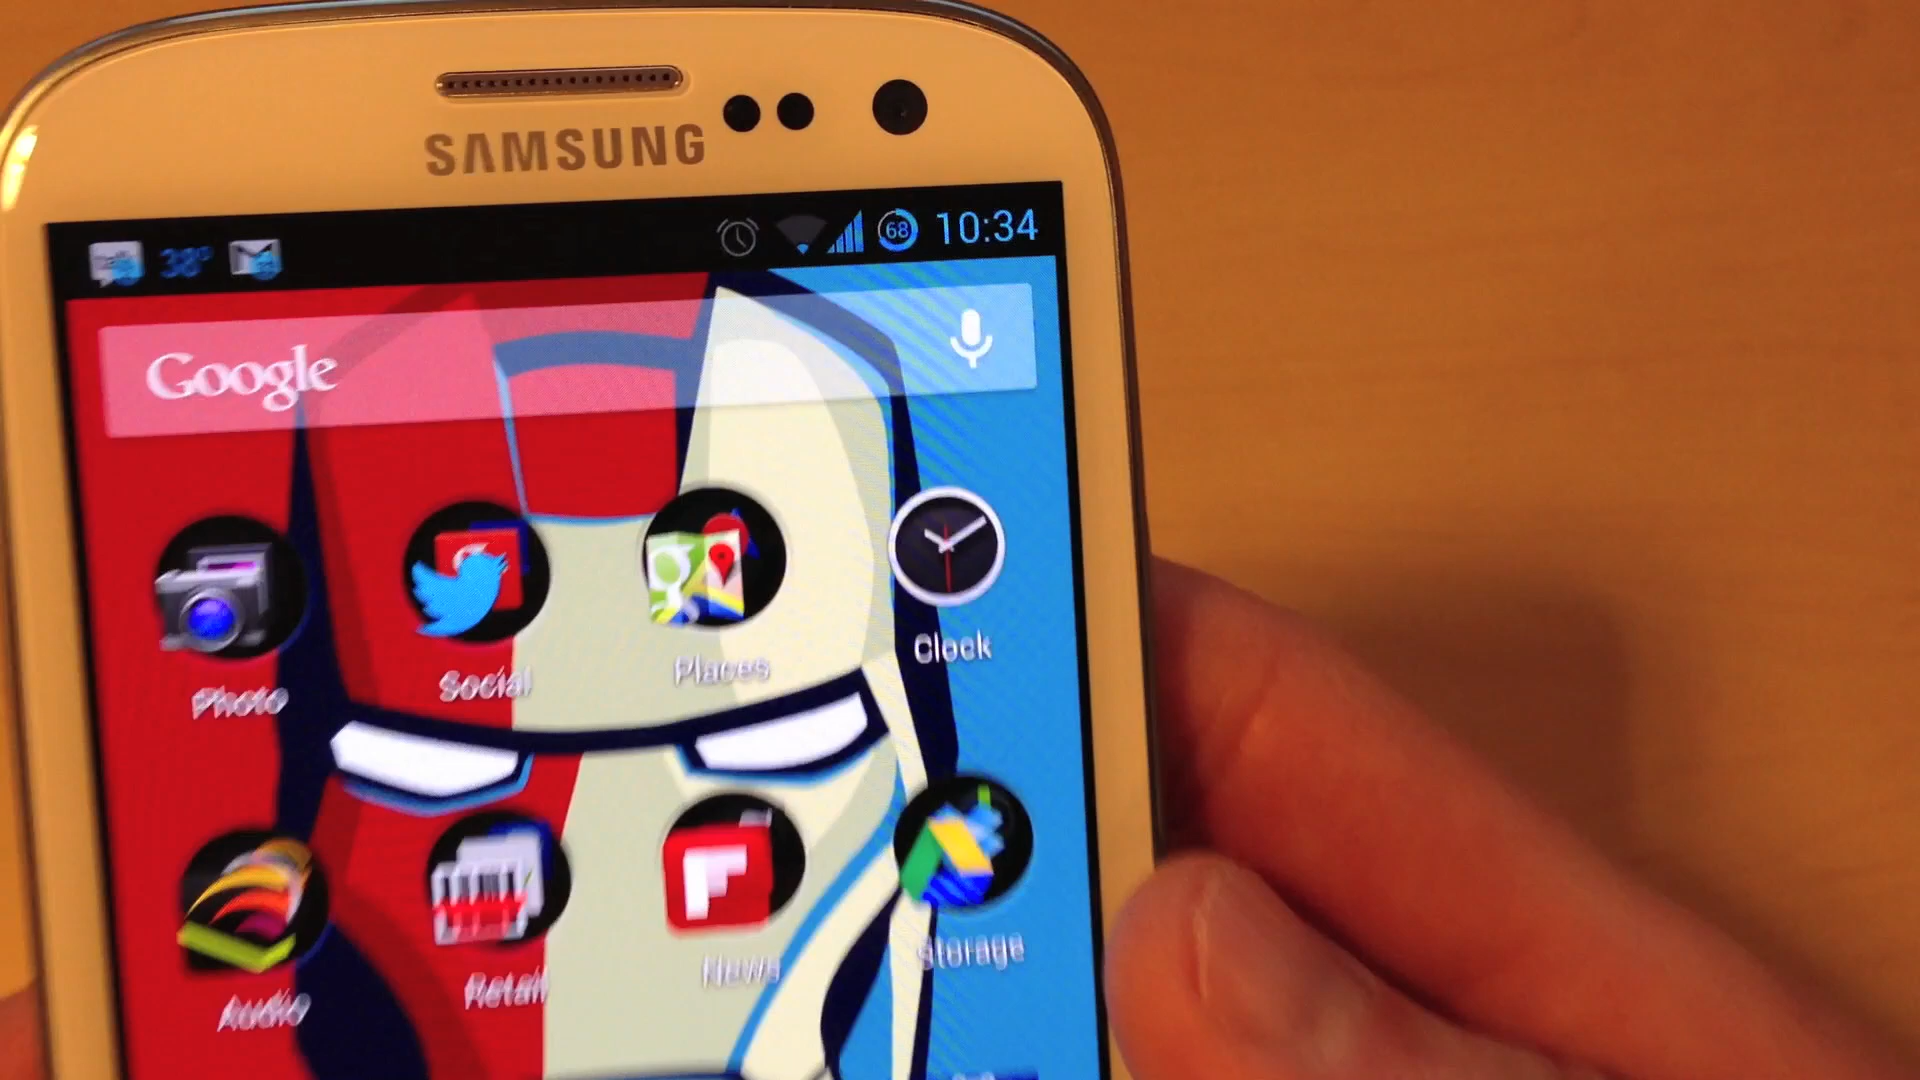 SAMSUNG
38° 68 10:34
Google
Photo Social Places Clock
Audio Retail News Storage